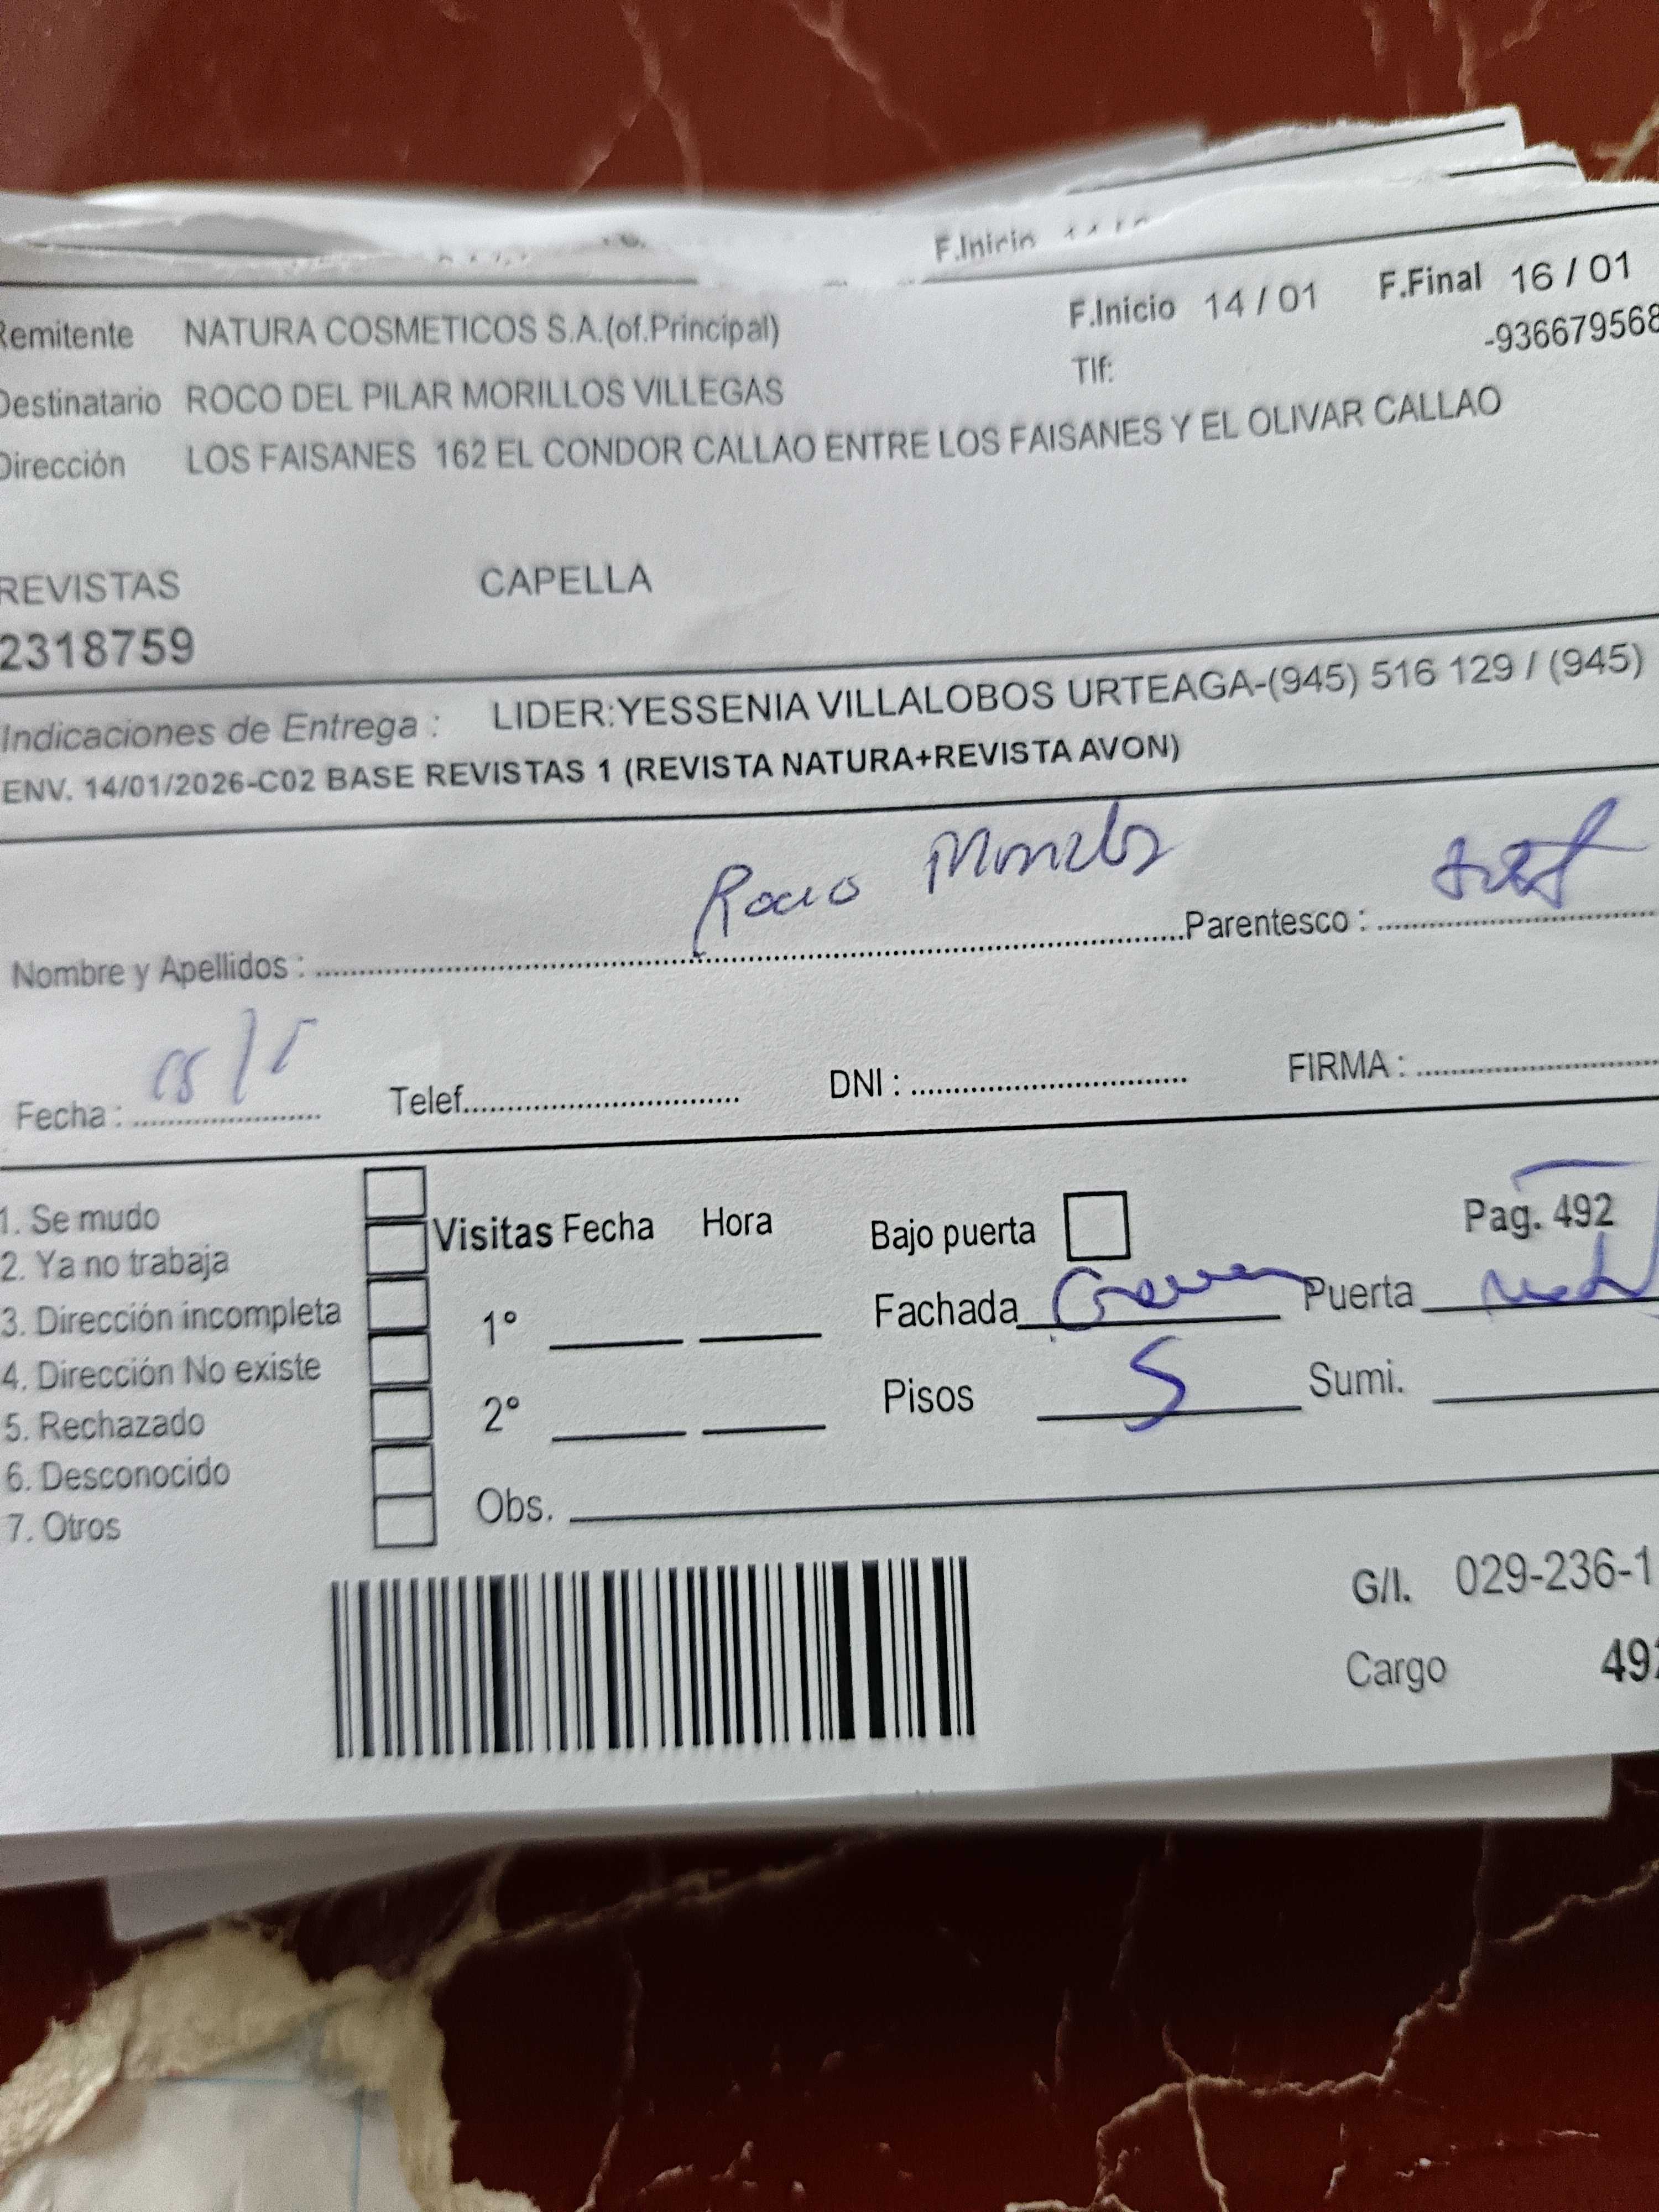 F.Inicio
Remitente NATURA COSMETICOS S.A.(of.Principal) F.Inicio 14 / 01 F.Final 16 / 01
Destinatario ROCO DEL PILAR MORILLOS VILLEGAS Tlf: -936679568
Dirección LOS FAISANES 162 EL CONDOR CALLAO ENTRE LOS FAISANES Y EL OLIVAR CALLAO
REVISTAS CAPELLA
2318759
Indicaciones de Entrega : LIDER:YESSENIA VILLALOBOS URTEAGA-(945) 516 129 / (945)
ENV. 14/01/2026-C02 BASE REVISTAS 1 (REVISTA NATURA+REVISTA AVON)
Nombre y Apellidos : Rocio Parentesco :
Fecha : Telef. DNI : FIRMA :
1. Se mudo
2. Ya no trabaja
3. Dirección incompleta
4. Dirección No existe
5. Rechazado
6. Desconocido
7. Otros
Visitas Fecha Hora
1°
2°
Obs.
Bajo puerta Pag. 492
Fachada Puerta
Pisos 5 Sumi.
G/I. 029-236-1
Cargo